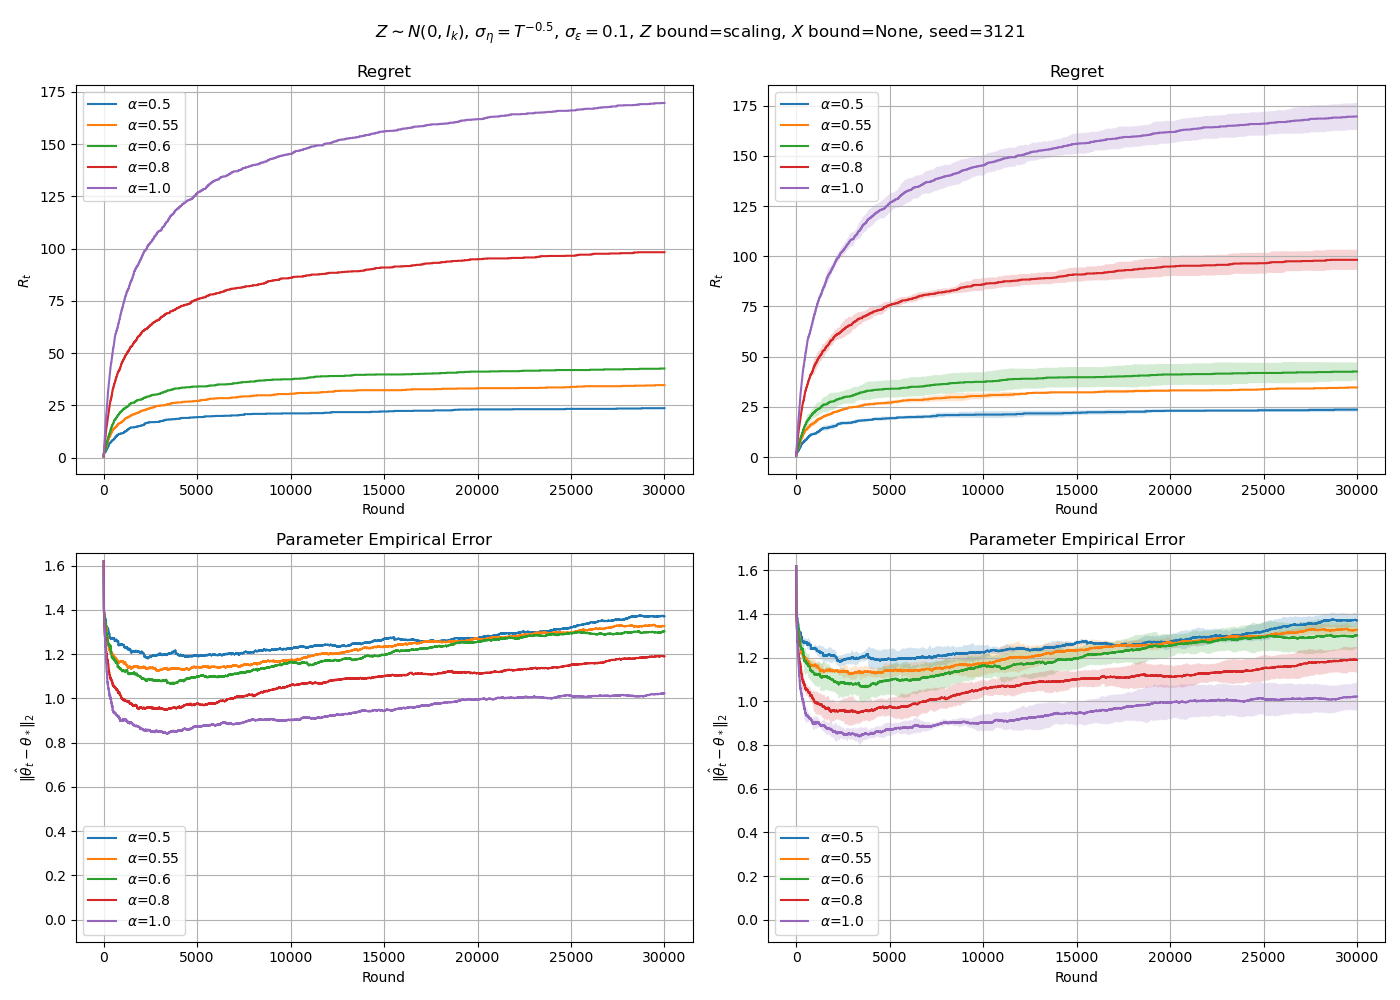 Z ~ N(0, I_k), σ_η = T^{-0.5}, σ_ε = 0.1, Z bound=scaling, X bound=None, seed=3121
Regret
R_t
175
150
125
100
75
50
25
0
α=0.5
α=0.55
α=0.6
α=0.8
α=1.0
0 5000 10000 15000 20000 25000 30000
Round
Regret
R_t
175
150
125
100
75
50
25
0
α=0.5
α=0.55
α=0.6
α=0.8
α=1.0
0 5000 10000 15000 20000 25000 30000
Round
Parameter Empirical Error
‖θ̂_t − θ_*‖_2
1.6
1.4
1.2
1.0
0.8
0.6
0.4
0.2
0.0
α=0.5
α=0.55
α=0.6
α=0.8
α=1.0
0 5000 10000 15000 20000 25000 30000
Round
Parameter Empirical Error
‖θ̂_t − θ_*‖_2
1.6
1.4
1.2
1.0
0.8
0.6
0.4
0.2
0.0
α=0.5
α=0.55
α=0.6
α=0.8
α=1.0
0 5000 10000 15000 20000 25000 30000
Round